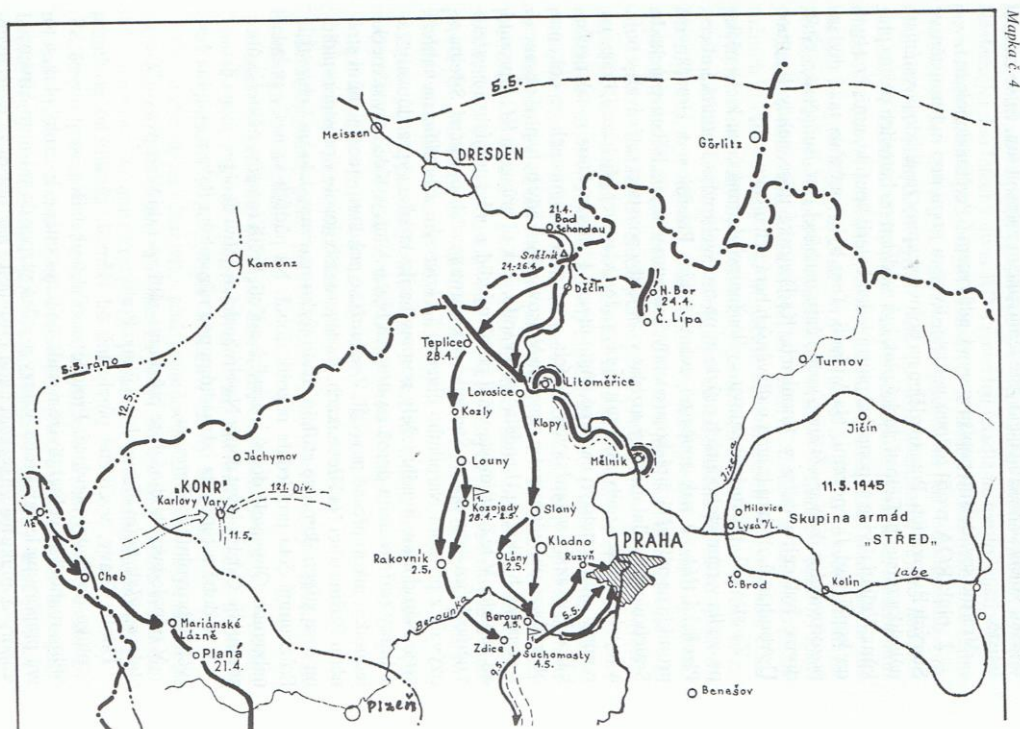 Mapka č. 4
5.5.
Meissen
DRESDEN
Görlitz
21.4.
Bad
Schandau
Sněžník
24.-26.4.
Děčín
N. Bor
24.4.
Č. Lípa
Kamenz
5.5. ráno
12.5.
Teplice
28.4.
Lovosice
Litoměřice
Klapy
Kozly
Mělník
Turnov
Jizera
Jičín
11.5.1945
Skupina armád
„STŘED"
Jáchymov
„KONR"
Karlovy Vary
121. Div.
11.5.
Louny
Kozojedy
28.4.-2.5.
Slaný
Milovice
Lysá n/L.
Kladno
PRAHA
Ruzyň
Rakovník
2.5.
Lány
2.5.
Č. Brod
Kolín
Labe
Aš
Cheb
Mariánské
Lázně
Planá
21.4.
Berounka
Beroun
4.5.
5.5.
Zdice
Suchomasty
4.5.
Benešov
Plzeň